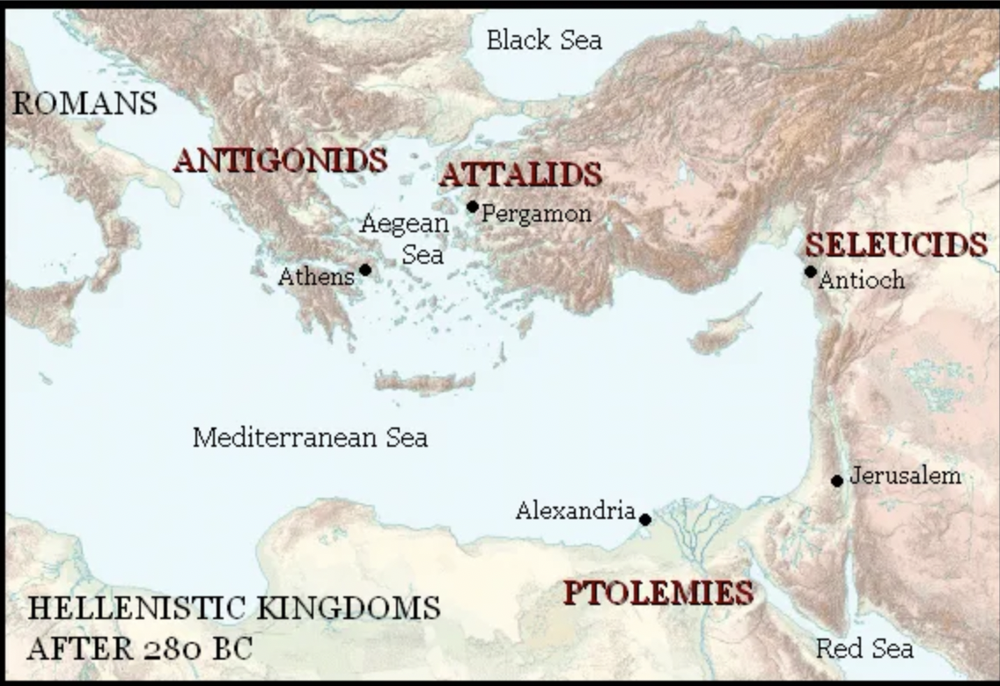 Black Sea
ROMANS
ANTIGONIDS
ATTALIDS
Pergamon
Aegean
Sea
SELEUCIDS
Athens
Antioch
Mediterranean Sea
Jerusalem
Alexandria
PTOLEMIES
HELLENISTIC KINGDOMS
AFTER 280 BC
Red Sea